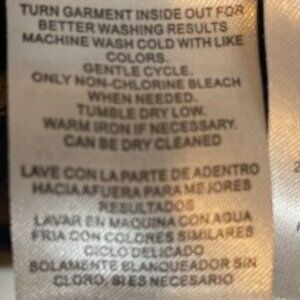 TURN GARMENT INSIDE OUT FOR
BETTER WASHING RESULTS
MACHINE WASH COLD WITH LIKE
COLORS.
GENTLE CYCLE.
ONLY NON-CHLORINE BLEACH
WHEN NEEDED.
TUMBLE DRY LOW.
WARM IRON IF NECESSARY.
CAN BE DRY CLEANED
LAVE CON LA PARTE DE ADENTRO
HACIA AFUERA PARA MEJORES
RESULTADOS
LAVAR EN MAQUINA CON AGUA
FRIA CON COLORES SIMILARES
CICLO DELICADO
SOLAMENTE BLANQUEADOR SIN
CLORO, SI ES NECESARIO